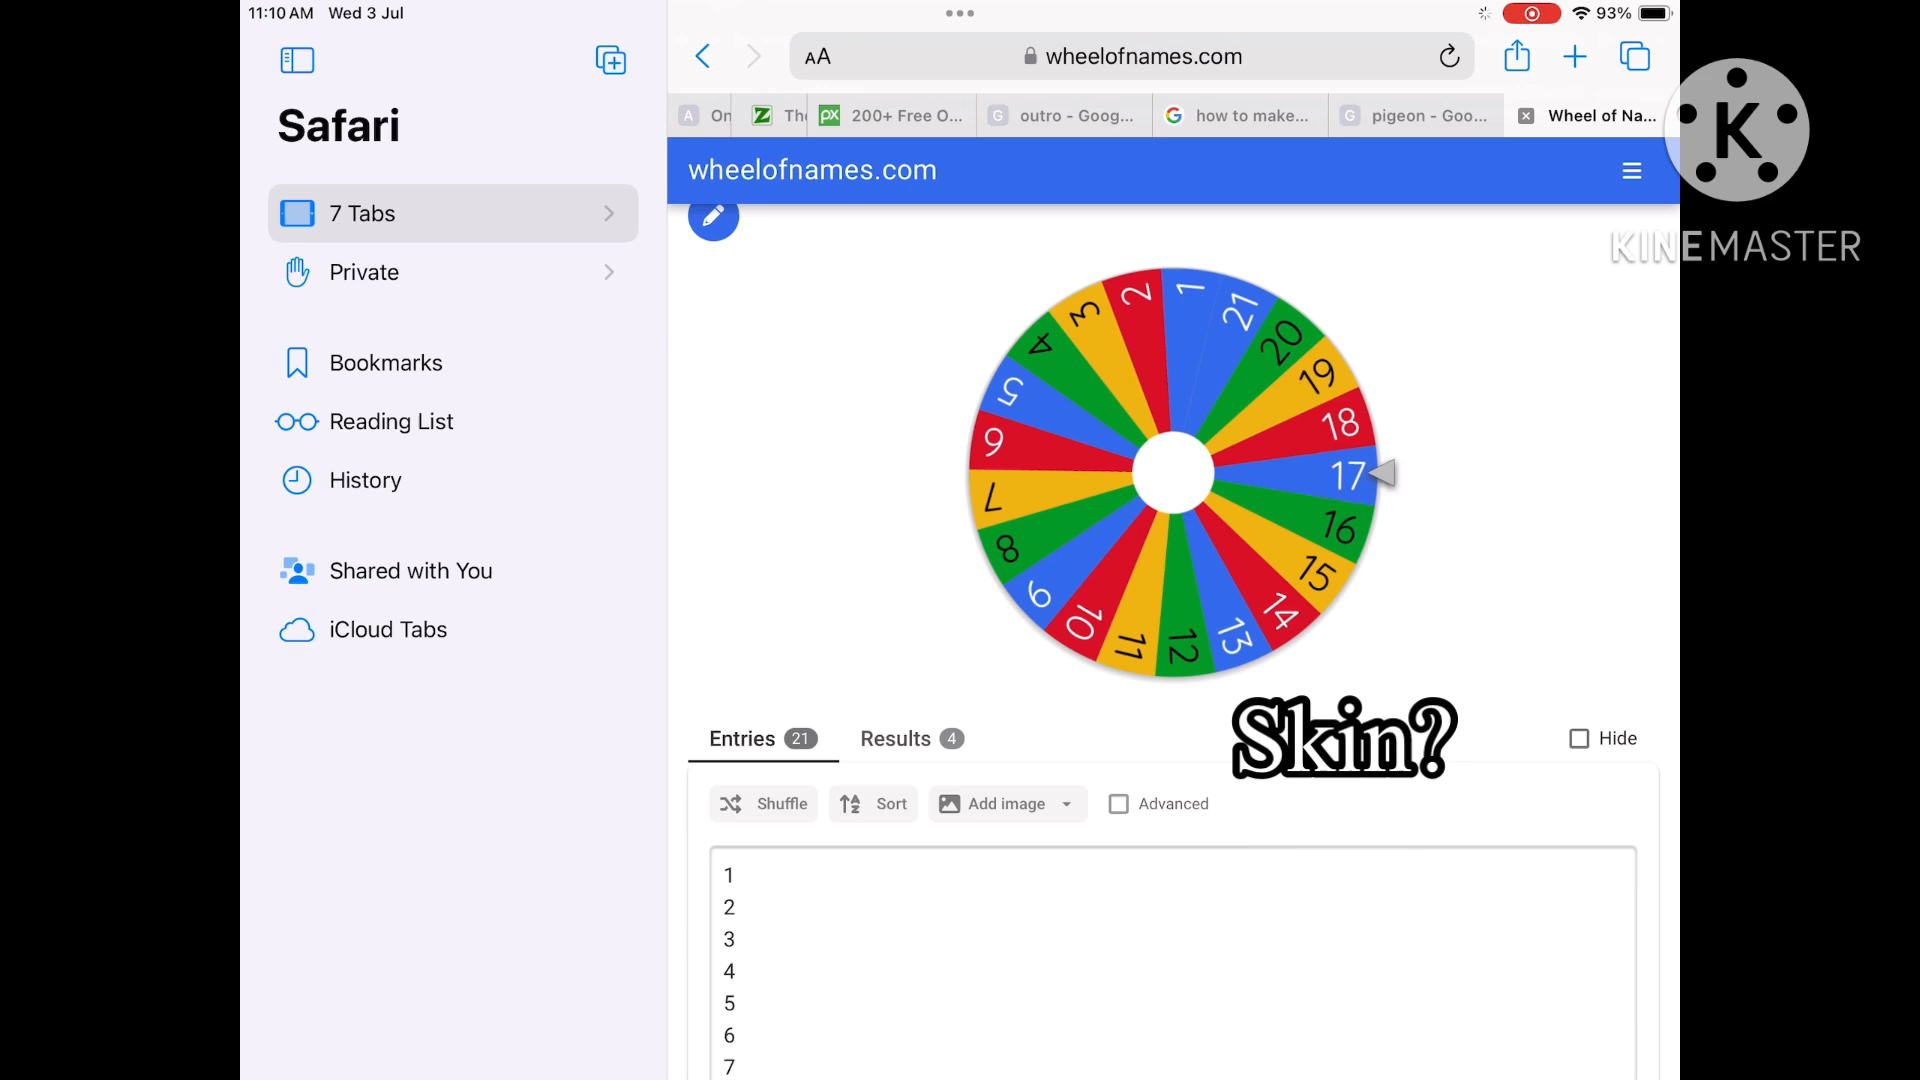 11:10 AM Wed 3 Jul
93%
Safari
7 Tabs
Private
Bookmarks
Reading List
History
Shared with You
iCloud Tabs
AA
wheelofnames.com
On
The
200+ Free O...
outro - Goog...
how to make...
pigeon - Goo...
Wheel of Na...
K
KINEMASTER
wheelofnames.com
1
2
3
4
5
6
7
8
9
10
11
12
13
14
15
16
17
18
19
20
21
Skin?
Entries 21
Results 4
Hide
Shuffle
Sort
Add image
Advanced
1
2
3
4
5
6
7